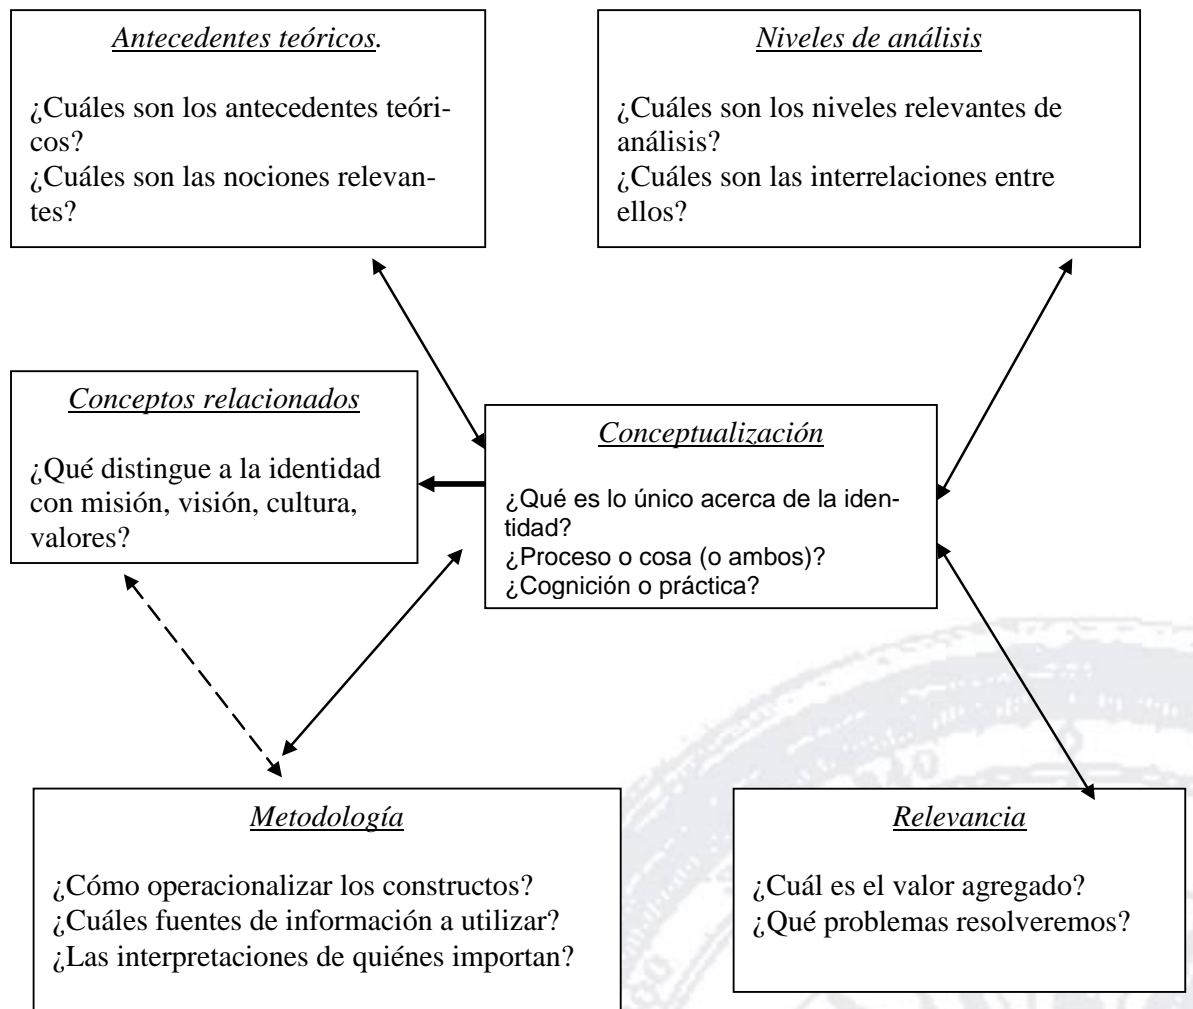 Antecedentes teóricos.
¿Cuáles son los antecedentes teóri-
cos?
¿Cuáles son las nociones relevan-
tes?
Niveles de análisis
¿Cuáles son los niveles relevantes de
análisis?
¿Cuáles son las interrelaciones entre
ellos?
Conceptos relacionados
¿Qué distingue a la identidad
con misión, visión, cultura,
valores?
Conceptualización
¿Qué es lo único acerca de la iden-
tidad?
¿Proceso o cosa (o ambos)?
¿Cognición o práctica?
Metodología
¿Cómo operacionalizar los constructos?
¿Cuáles fuentes de información a utilizar?
¿Las interpretaciones de quiénes importan?
Relevancia
¿Cuál es el valor agregado?
¿Qué problemas resolveremos?